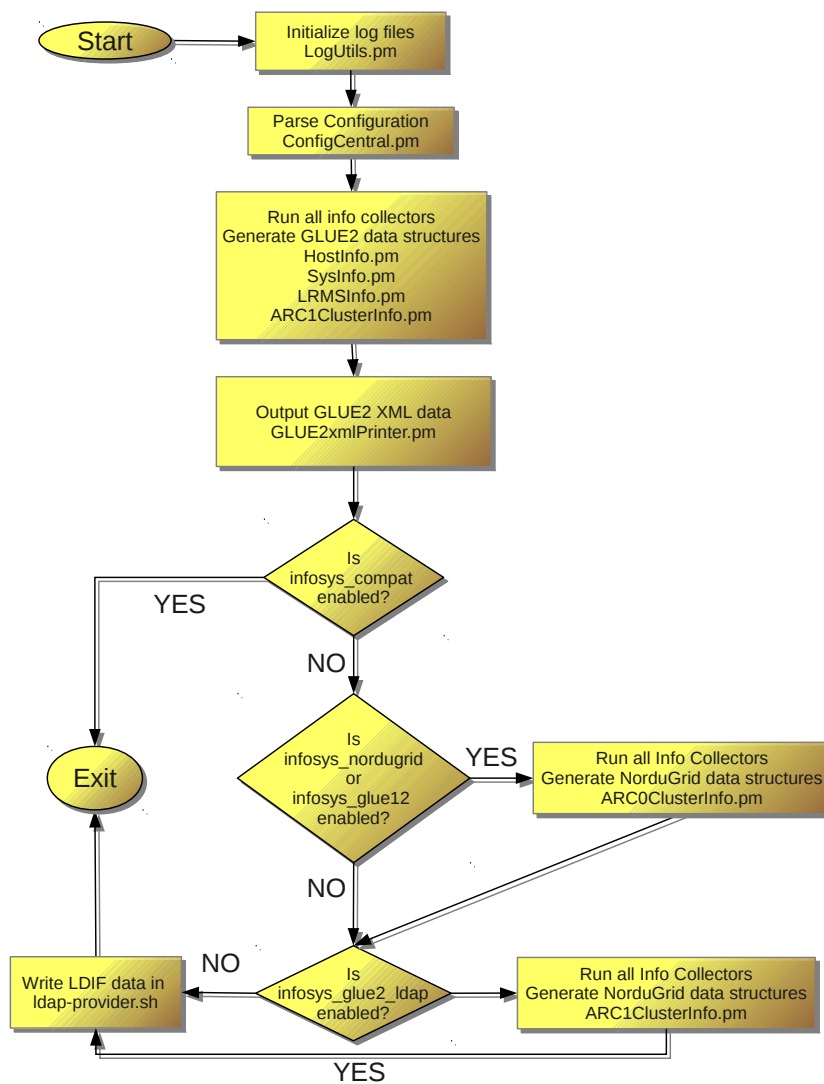 Start
Initialize log files
LogUtils.pm
Parse Configuration
ConfigCentral.pm
Run all info collectors
Generate GLUE2 data structures
HostInfo.pm
SysInfo.pm
LRMSInfo.pm
ARC1ClusterInfo.pm
Output GLUE2 XML data
GLUE2xmlPrinter.pm
Is
infosys_compat
enabled?
YES
NO
Exit
Is
infosys_nordugrid
or
infosys_glue12
enabled?
YES
Run all Info Collectors
Generate NorduGrid data structures
ARC0ClusterInfo.pm
NO
Write LDIF data in
ldap-provider.sh
NO
Is
infosys_glue2_ldap
enabled?
Run all Info Collectors
Generate NorduGrid data structures
ARC1ClusterInfo.pm
YES